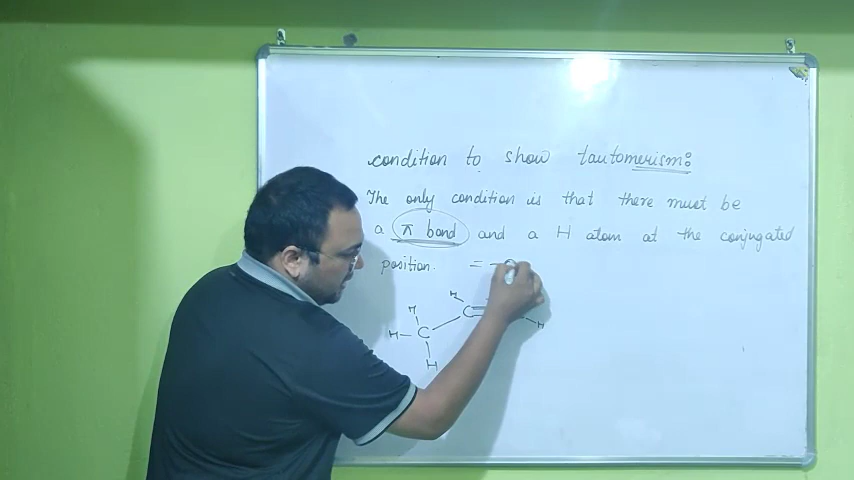 condition to show tautomerism:
The only condition is that there must be
a π bond and a H atom at the conjugated
position. =
H H
H C C
H
H